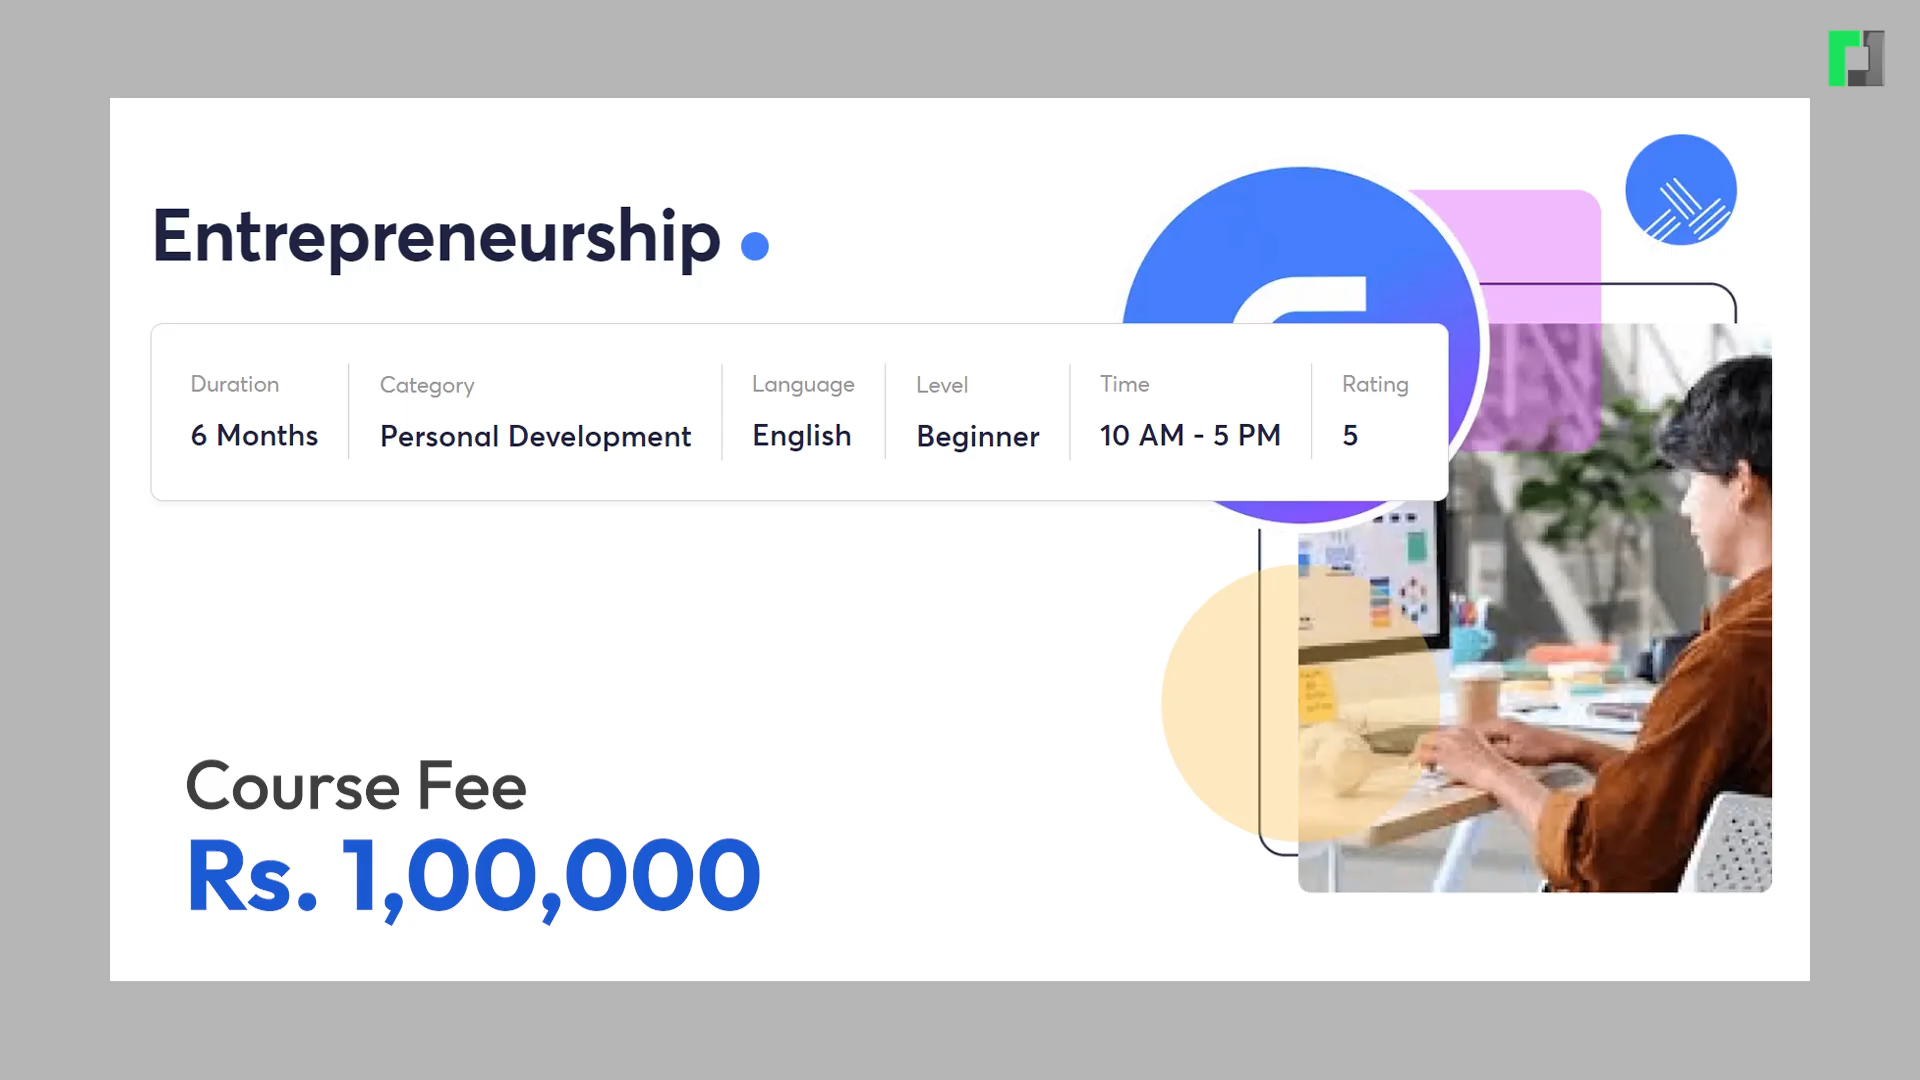 Entrepreneurship
Duration
6 Months
Category
Personal Development
Language
English
Level
Beginner
Time
10 AM - 5 PM
Rating
5
Course Fee
Rs. 1,00,000